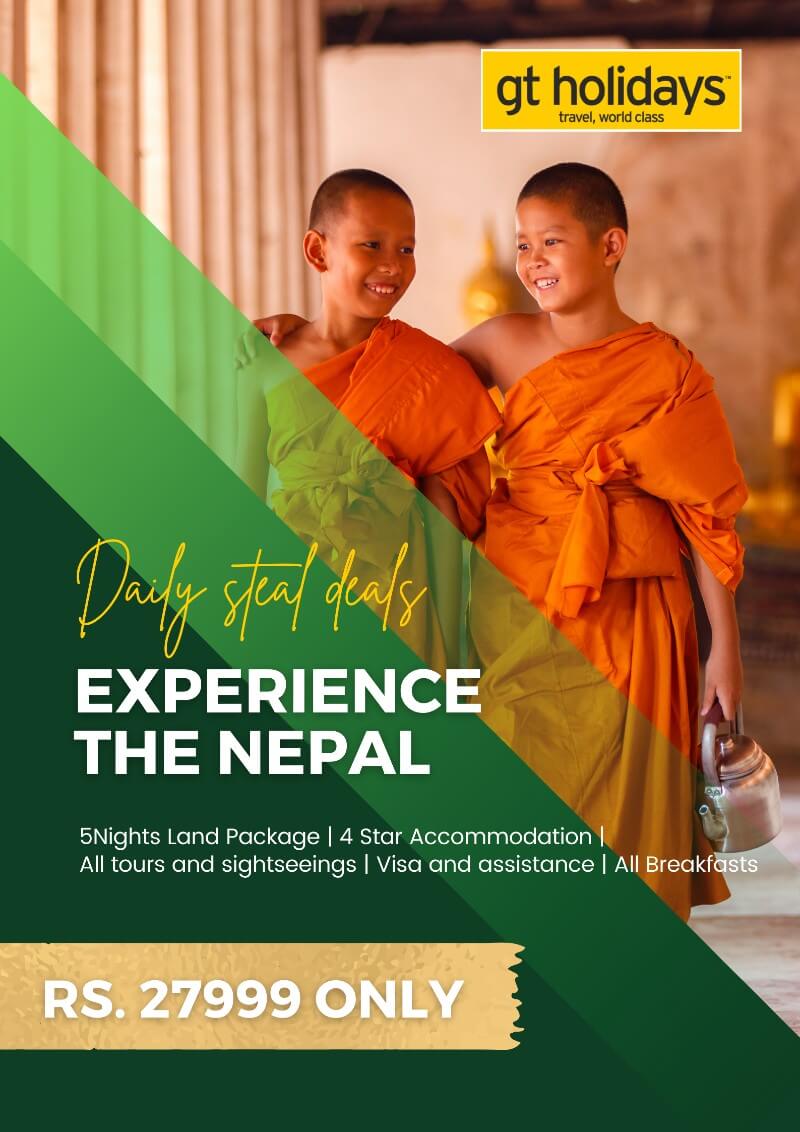 gt holidays™
travel, world class
Daily steal deals
EXPERIENCE
THE NEPAL
5Nights Land Package | 4 Star Accommodation |
All tours and sightseeings | Visa and assistance | All Breakfasts
RS. 27999 ONLY